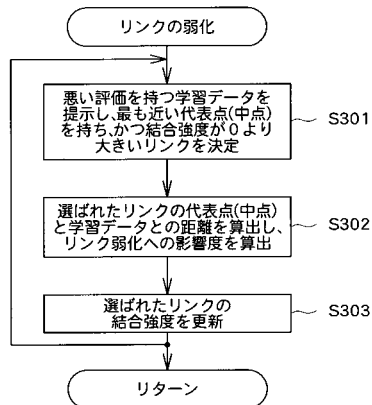 リンクの弱化
悪い評価を持つ学習データを
提示し、最も近い代表点(中点)
を持ち、かつ結合強度が0より
大きいリンクを決定
S301
選ばれたリンクの代表点(中点)
と学習データとの距離を算出し、
リンク弱化への影響度を算出
S302
選ばれたリンクの
結合強度を更新
S303
リターン